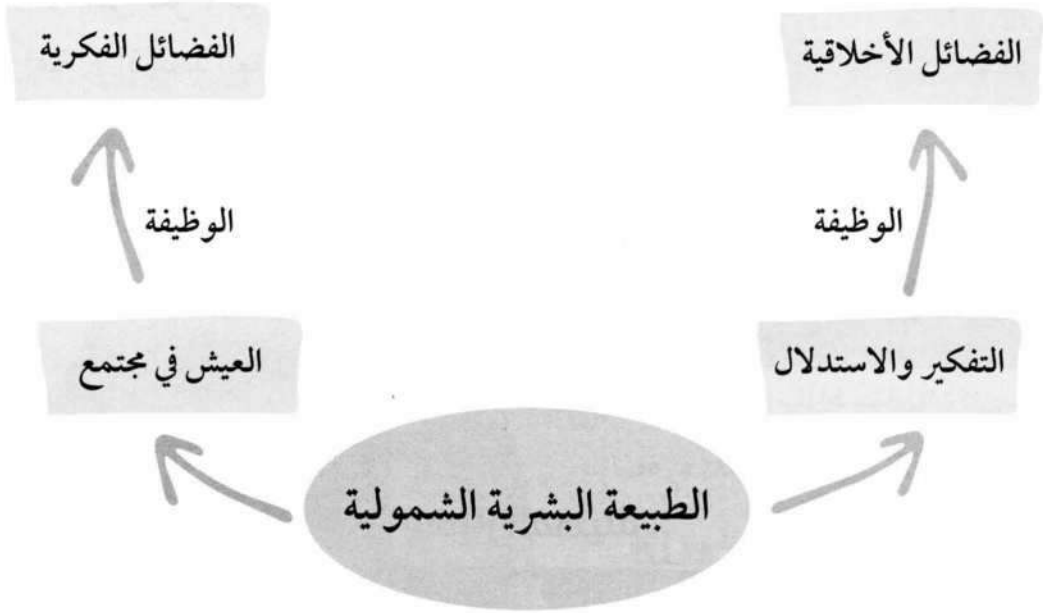 الفضائل الأخلاقية
الفضائل الفكرية
الوظيفة
الوظيفة
التفكير والاستدلال
العيش في مجتمع
الطبيعة البشرية الشمولية